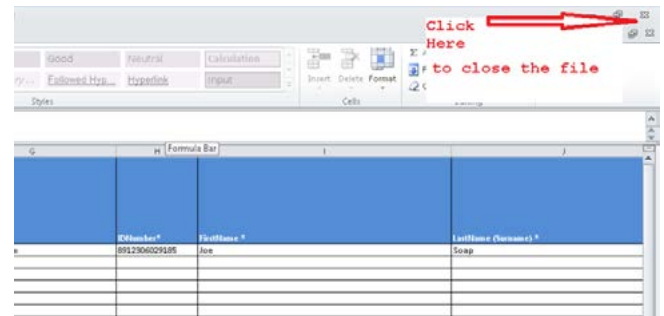 Click
Here
to close the file
Good
Neutral
Calculation
Followed Hyp...
Hyperlink
Input
Insert
Delete
Format
Styles
Cells
G
H
Formula Bar
I
J
IDNumber*
FirstName *
LastName (Surname) *
8912306029185
Joe
Soap